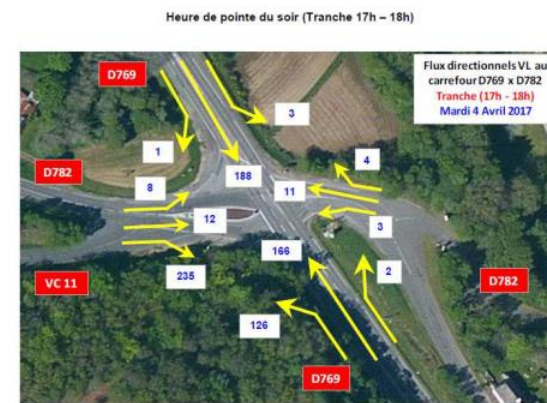 Heure de pointe du soir (Tranche 17h – 18h)
D769
Flux directionnels VL au
carrefour D769 x D782
Tranche (17h - 18h)
Mardi 4 Avril 2017
3
1
4
D782
188
8
11
12
3
166
2
VC 11
235
D782
126
D769